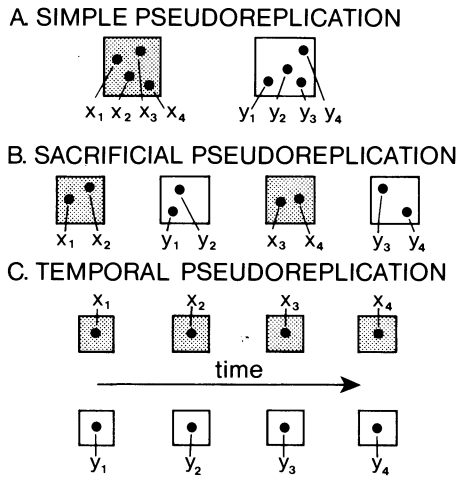 A. SIMPLE PSEUDOREPLICATION
x₁ x₂ x₃ x₄ y₁ y₂ y₃ y₄
B. SACRIFICIAL PSEUDOREPLICATION
x₁ x₂ y₁ y₂ x₃ x₄ y₃ y₄
C. TEMPORAL PSEUDOREPLICATION
x₁ x₂ x₃ x₄
time
y₁ y₂ y₃ y₄